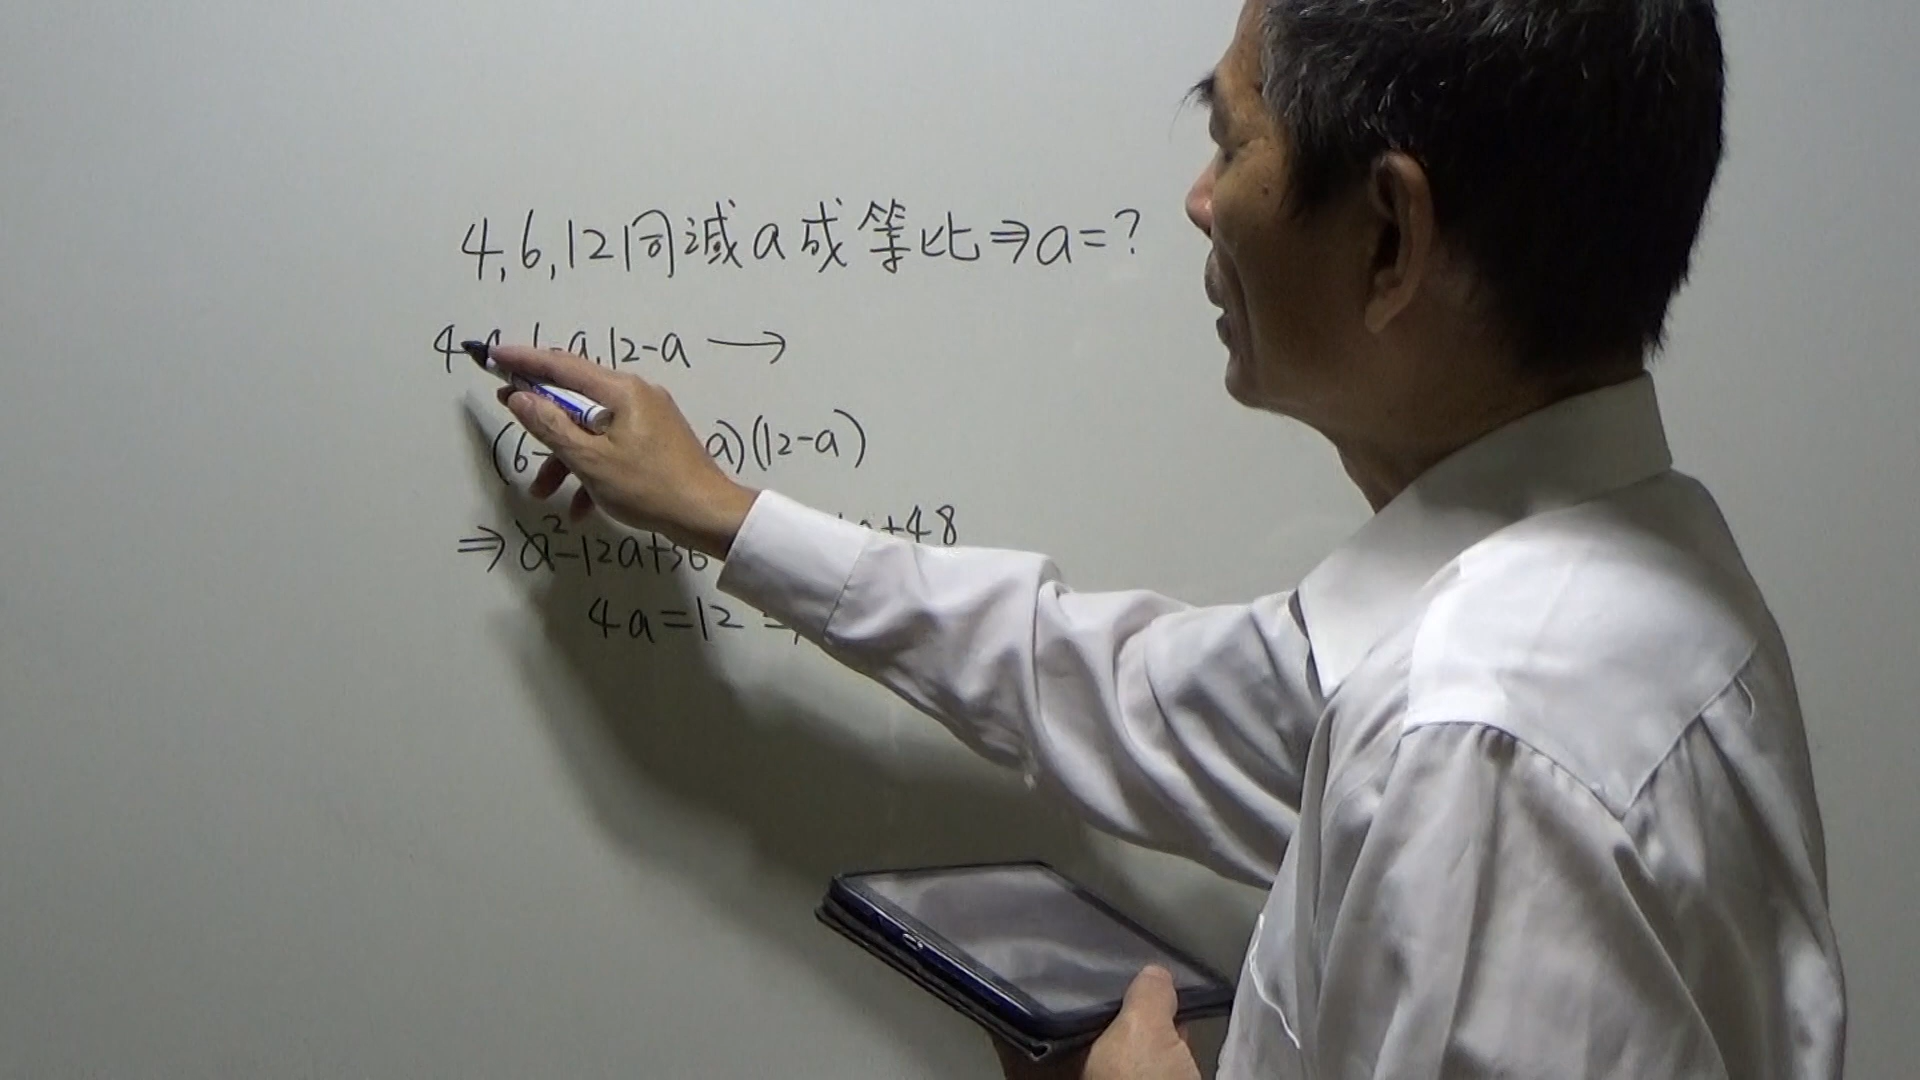 4,6,12同減a成等比⇒a=?
4-a,6-a,12-a →
(6- a)(12-a)
⇒a²-12a+36 +48
4a=12